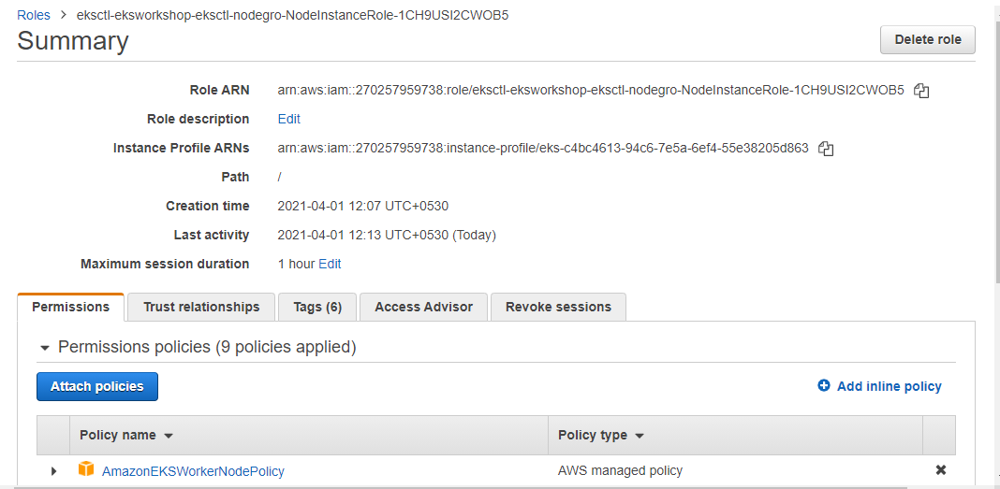 Roles > eksctl-eksworkshop-eksctl-nodegro-NodeInstanceRole-1CH9USI2CWOB5
Summary
Delete role
Role ARN arn:aws:iam::270257959738:role/eksctl-eksworkshop-eksctl-nodegro-NodeInstanceRole-1CH9USI2CWOB5
Role description Edit
Instance Profile ARNs arn:aws:iam::270257959738:instance-profile/eks-c4bc4613-94c6-7e5a-6ef4-55e38205d863
Path /
Creation time 2021-04-01 12:07 UTC+0530
Last activity 2021-04-01 12:13 UTC+0530 (Today)
Maximum session duration 1 hour Edit
Permissions Trust relationships Tags (6) Access Advisor Revoke sessions
Permissions policies (9 policies applied)
Attach policies Add inline policy
Policy name Policy type
AmazonEKSWorkerNodePolicy AWS managed policy